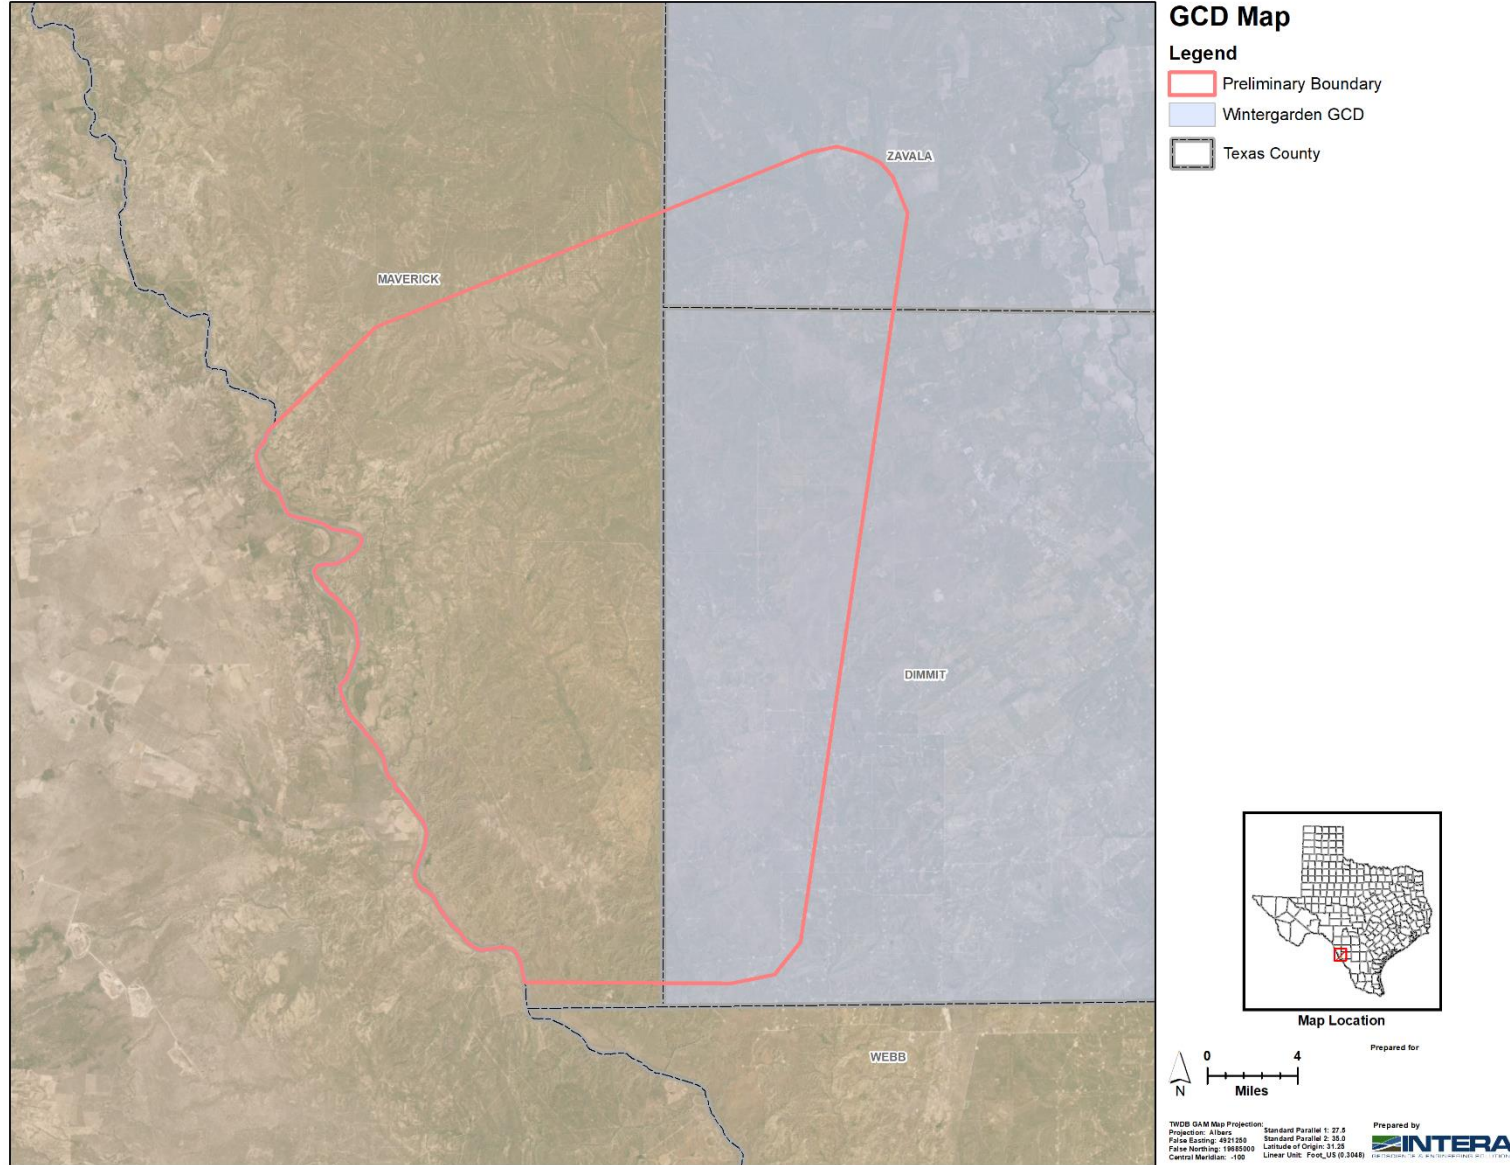 GCD Map
Legend
Preliminary Boundary
Wintergarden GCD
Texas County
ZAVALA
MAVERICK
DIMMIT
WEBB
Map Location
Prepared for
0 4
Miles
N
TWDB GAM Map Projection:
Projection: Albers
False Easting: 4921250
False Northing: 19685000
Central Meridian: -100
Standard Parallel 1: 27.5
Standard Parallel 2: 35.0
Latitude of Origin: 31.25
Linear Unit: Foot_US (0.3048)
Prepared by
INTERA